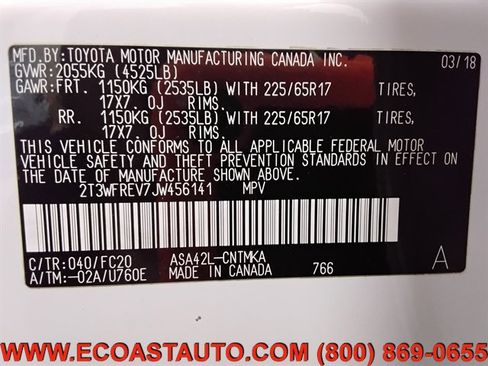 MFD.BY:TOYOTA MOTOR MANUFACTURING CANADA INC.
GVWR:2055KG (4525LB) 03/18
GAWR:FRT. 1150KG (2535LB) WITH 225/65R17 TIRES,
17X7.0J RIMS.
RR. 1150KG (2535LB) WITH 225/65R17 TIRES,
17X7.0J RIMS.
THIS VEHICLE CONFORMS TO ALL APPLICABLE FEDERAL MOTOR
VEHICLE SAFETY AND THEFT PREVENTION STANDARDS IN EFFECT ON
THE DATE OF MANUFACTURE SHOWN ABOVE.
2T3WFREV7JW456141 MPV
C/TR:040/FC20 ASA42L-CNTMKA
A/TM:-02A/U760E MADE IN CANADA 766 A
WWW.ECOASTAUTO.COM (800) 869-0655